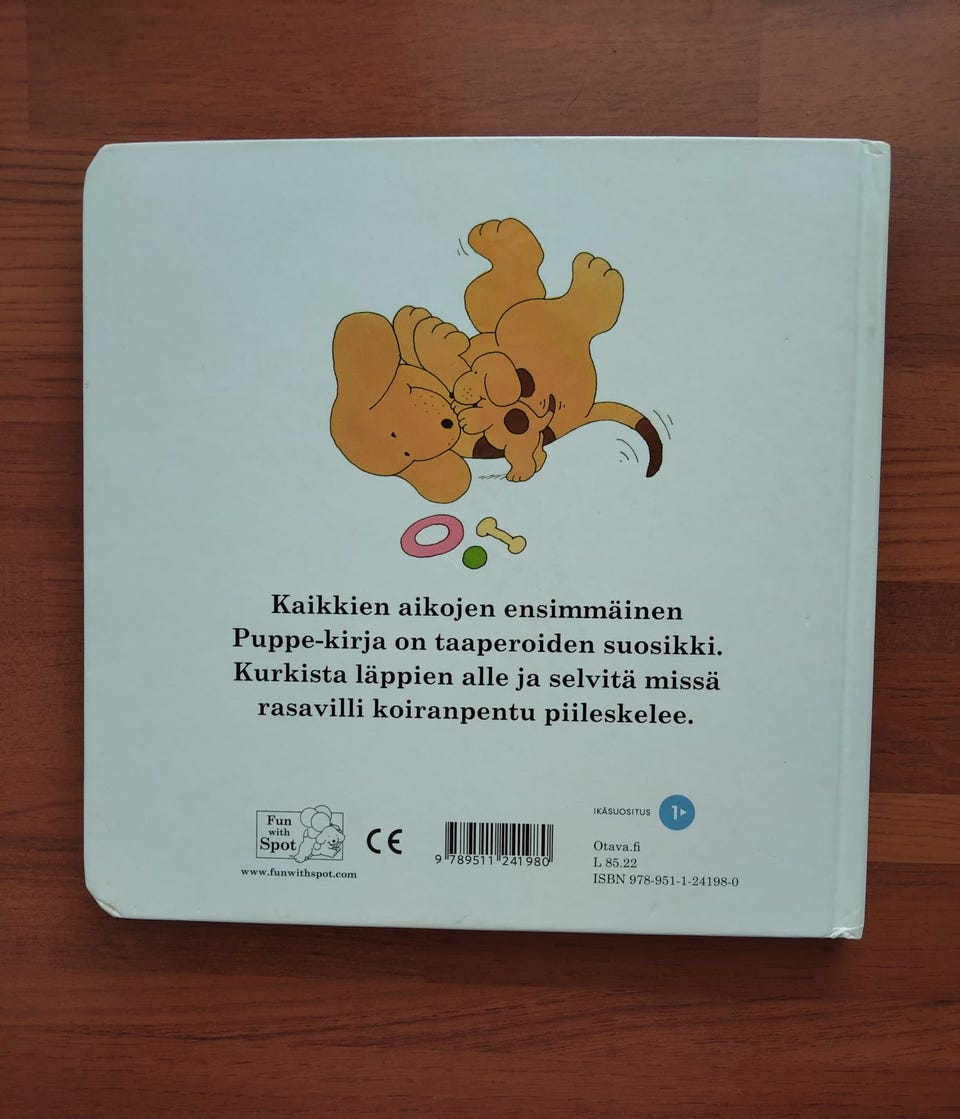 Kaikkien aikojen ensimmäinen
Puppe-kirja on taaperoiden suosikki.
Kurkista läppien alle ja selvitä missä
rasavilli koiranpentu piileskelee.
Fun
with
Spot
www.funwithspot.com
CE
9 789511 241980
IKÄSUOSITUS 1
Otava.fi
L 85.22
ISBN 978-951-1-24198-0